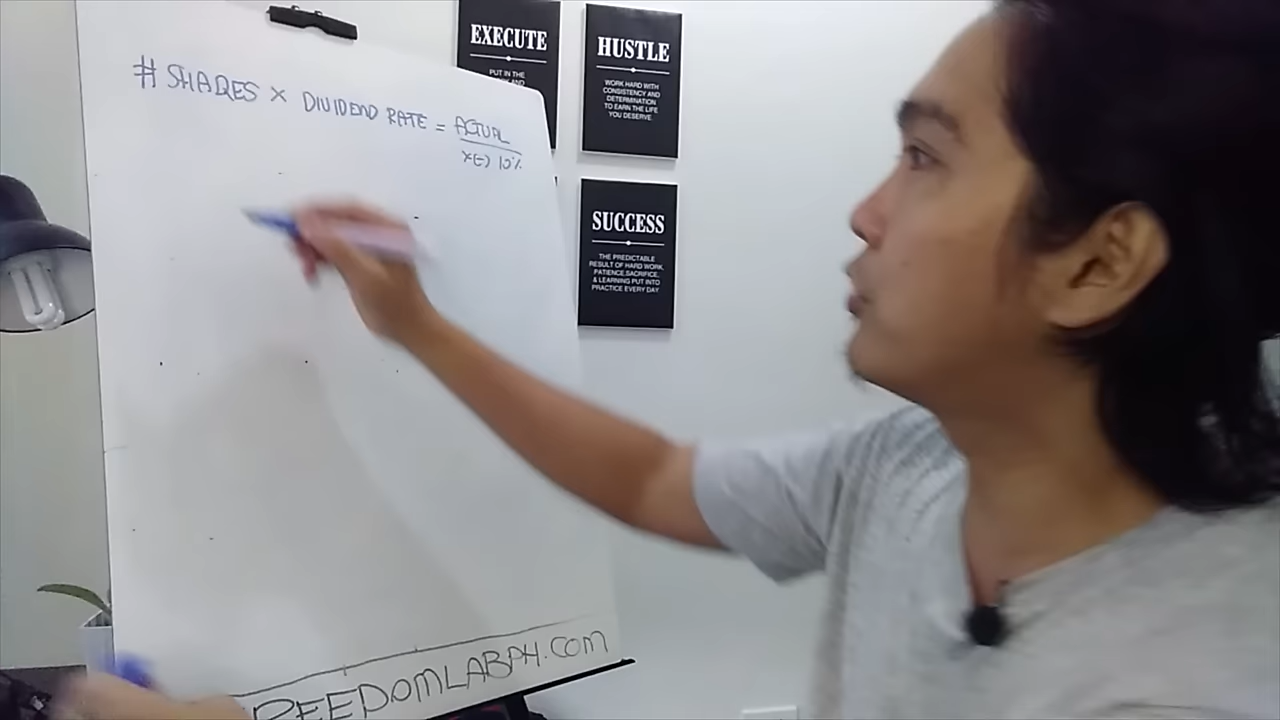 # SHARES x DIVIDEND RATE = ACTUAL
x(-) 10%
EXECUTE
PUT IN THE
HUSTLE
WORK HARD WITH
CONSISTENCY AND
DETERMINATION
TO EARN THE LIFE
YOU DESERVE
SUCCESS
THE PREDICTABLE
RESULT OF HARD WORK,
PATIENCE, SACRIFICE,
& LEARNING PUT INTO
PRACTICE EVERY DAY
REEDOMLABPH.COM